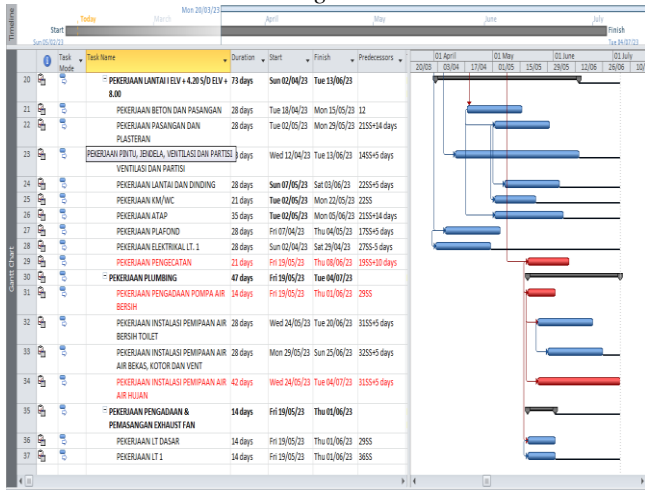 Timeline
Mon 20/03/23
Today March April May June July
Start
Sun 05/02/23
Finish
Tue 04/07/23
Task Mode Task Name Duration Start Finish Predecessors
01 April 01 May 01 June 01 July
20/03 03/04 17/04 01/05 15/05 29/05 12/06 26/06 10/
Gantt Chart
20 PEKERJAAN LANTAI I ELV + 4.20 S/D ELV + 8.00 73 days Sun 02/04/23 Tue 13/06/23
21 PEKERJAAN BETON DAN PASANGAN 28 days Tue 18/04/23 Mon 15/05/23 12
22 PEKERJAAN PASANGAN DAN PLASTERAN 28 days Tue 02/05/23 Mon 29/05/23 21SS+14 days
23 PEKERJAAN PINTU, JENDELA, VENTILASI DAN PARTISI days Wed 12/04/23 Tue 13/06/23 14SS+5 days
VENTILASI DAN PARTISI
24 PEKERJAAN LANTAI DAN DINDING 28 days Sun 07/05/23 Sat 03/06/23 22SS+5 days
25 PEKERJAAN KM/WC 21 days Tue 02/05/23 Mon 22/05/23 22SS
26 PEKERJAAN ATAP 35 days Tue 02/05/23 Mon 05/06/23 21SS+14 days
27 PEKERJAAN PLAFOND 28 days Fri 07/04/23 Thu 04/05/23 17SS+5 days
28 PEKERJAAN ELEKTRIKAL LT. 1 28 days Sun 02/04/23 Sat 29/04/23 27SS-5 days
29 PEKERJAAN PENGECATAN 21 days Fri 19/05/23 Thu 08/06/23 19SS+10 days
30 PEKERJAAN PLUMBING 47 days Fri 19/05/23 Tue 04/07/23
31 PEKERJAAN PENGADAAN POMPA AIR BERSIH 14 days Fri 19/05/23 Thu 01/06/23 29SS
32 PEKERJAAN INSTALASI PEMIPAAN AIR BERSIH TOILET 28 days Wed 24/05/23 Tue 20/06/23 31SS+5 days
33 PEKERJAAN INSTALASI PEMIPAAN AIR AIR BEKAS, KOTOR DAN VENT 28 days Mon 29/05/23 Sun 25/06/23 32SS+5 days
34 PEKERJAAN INSTALASI PEMIPAAN AIR AIR HUJAN 42 days Wed 24/05/23 Tue 04/07/23 31SS+5 days
35 PEKERJAAN PENGADAAN & PEMASANGAN EXHAUST FAN 14 days Fri 19/05/23 Thu 01/06/23
36 PEKERJAAN LT DASAR 14 days Fri 19/05/23 Thu 01/06/23 29SS
37 PEKERJAAN LT 1 14 days Fri 19/05/23 Thu 01/06/23 36SS